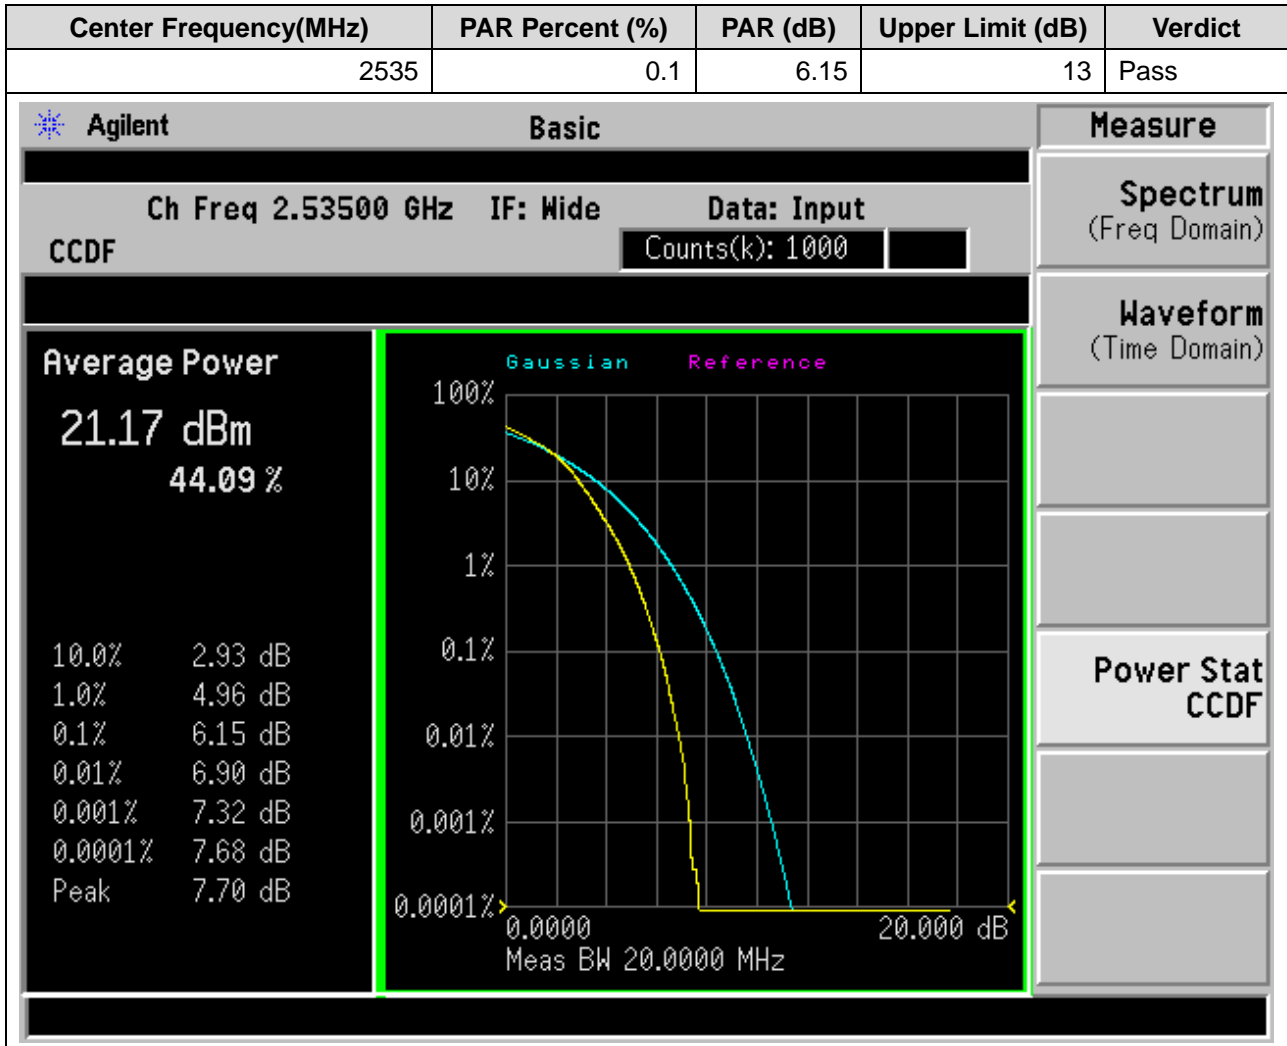 Center Frequency(MHz) PAR Percent (%) PAR (dB) Upper Limit (dB) Verdict
2535 0.1 6.15 13 Pass
Agilent Basic Measure
Ch Freq 2.53500 GHz IF: Wide Data: Input
CCDF Counts(k): 1000
Spectrum
(Freq Domain)
Waveform
(Time Domain)
Power Stat
CCDF
Average Power
21.17 dBm
44.09 %
10.0% 2.93 dB
1.0% 4.96 dB
0.1% 6.15 dB
0.01% 6.90 dB
0.001% 7.32 dB
0.0001% 7.68 dB
Peak 7.70 dB
Gaussian Reference
100%
10%
1%
0.1%
0.01%
0.001%
0.0001%
0.0000 20.000 dB
Meas BW 20.0000 MHz